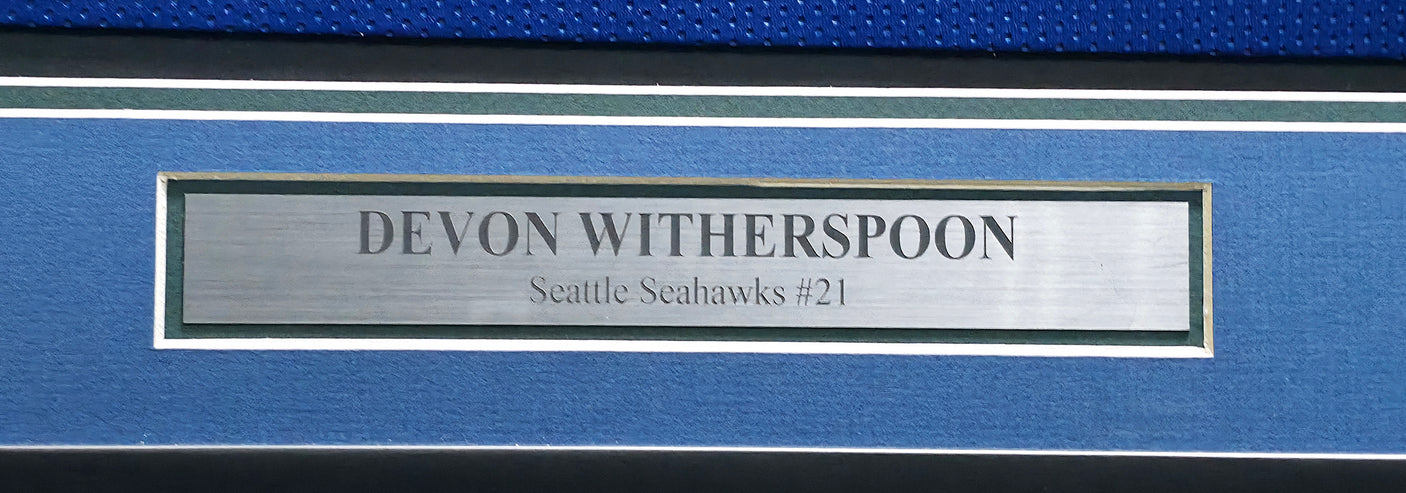 DEVON WITHERSPOON
Seattle Seahawks #21